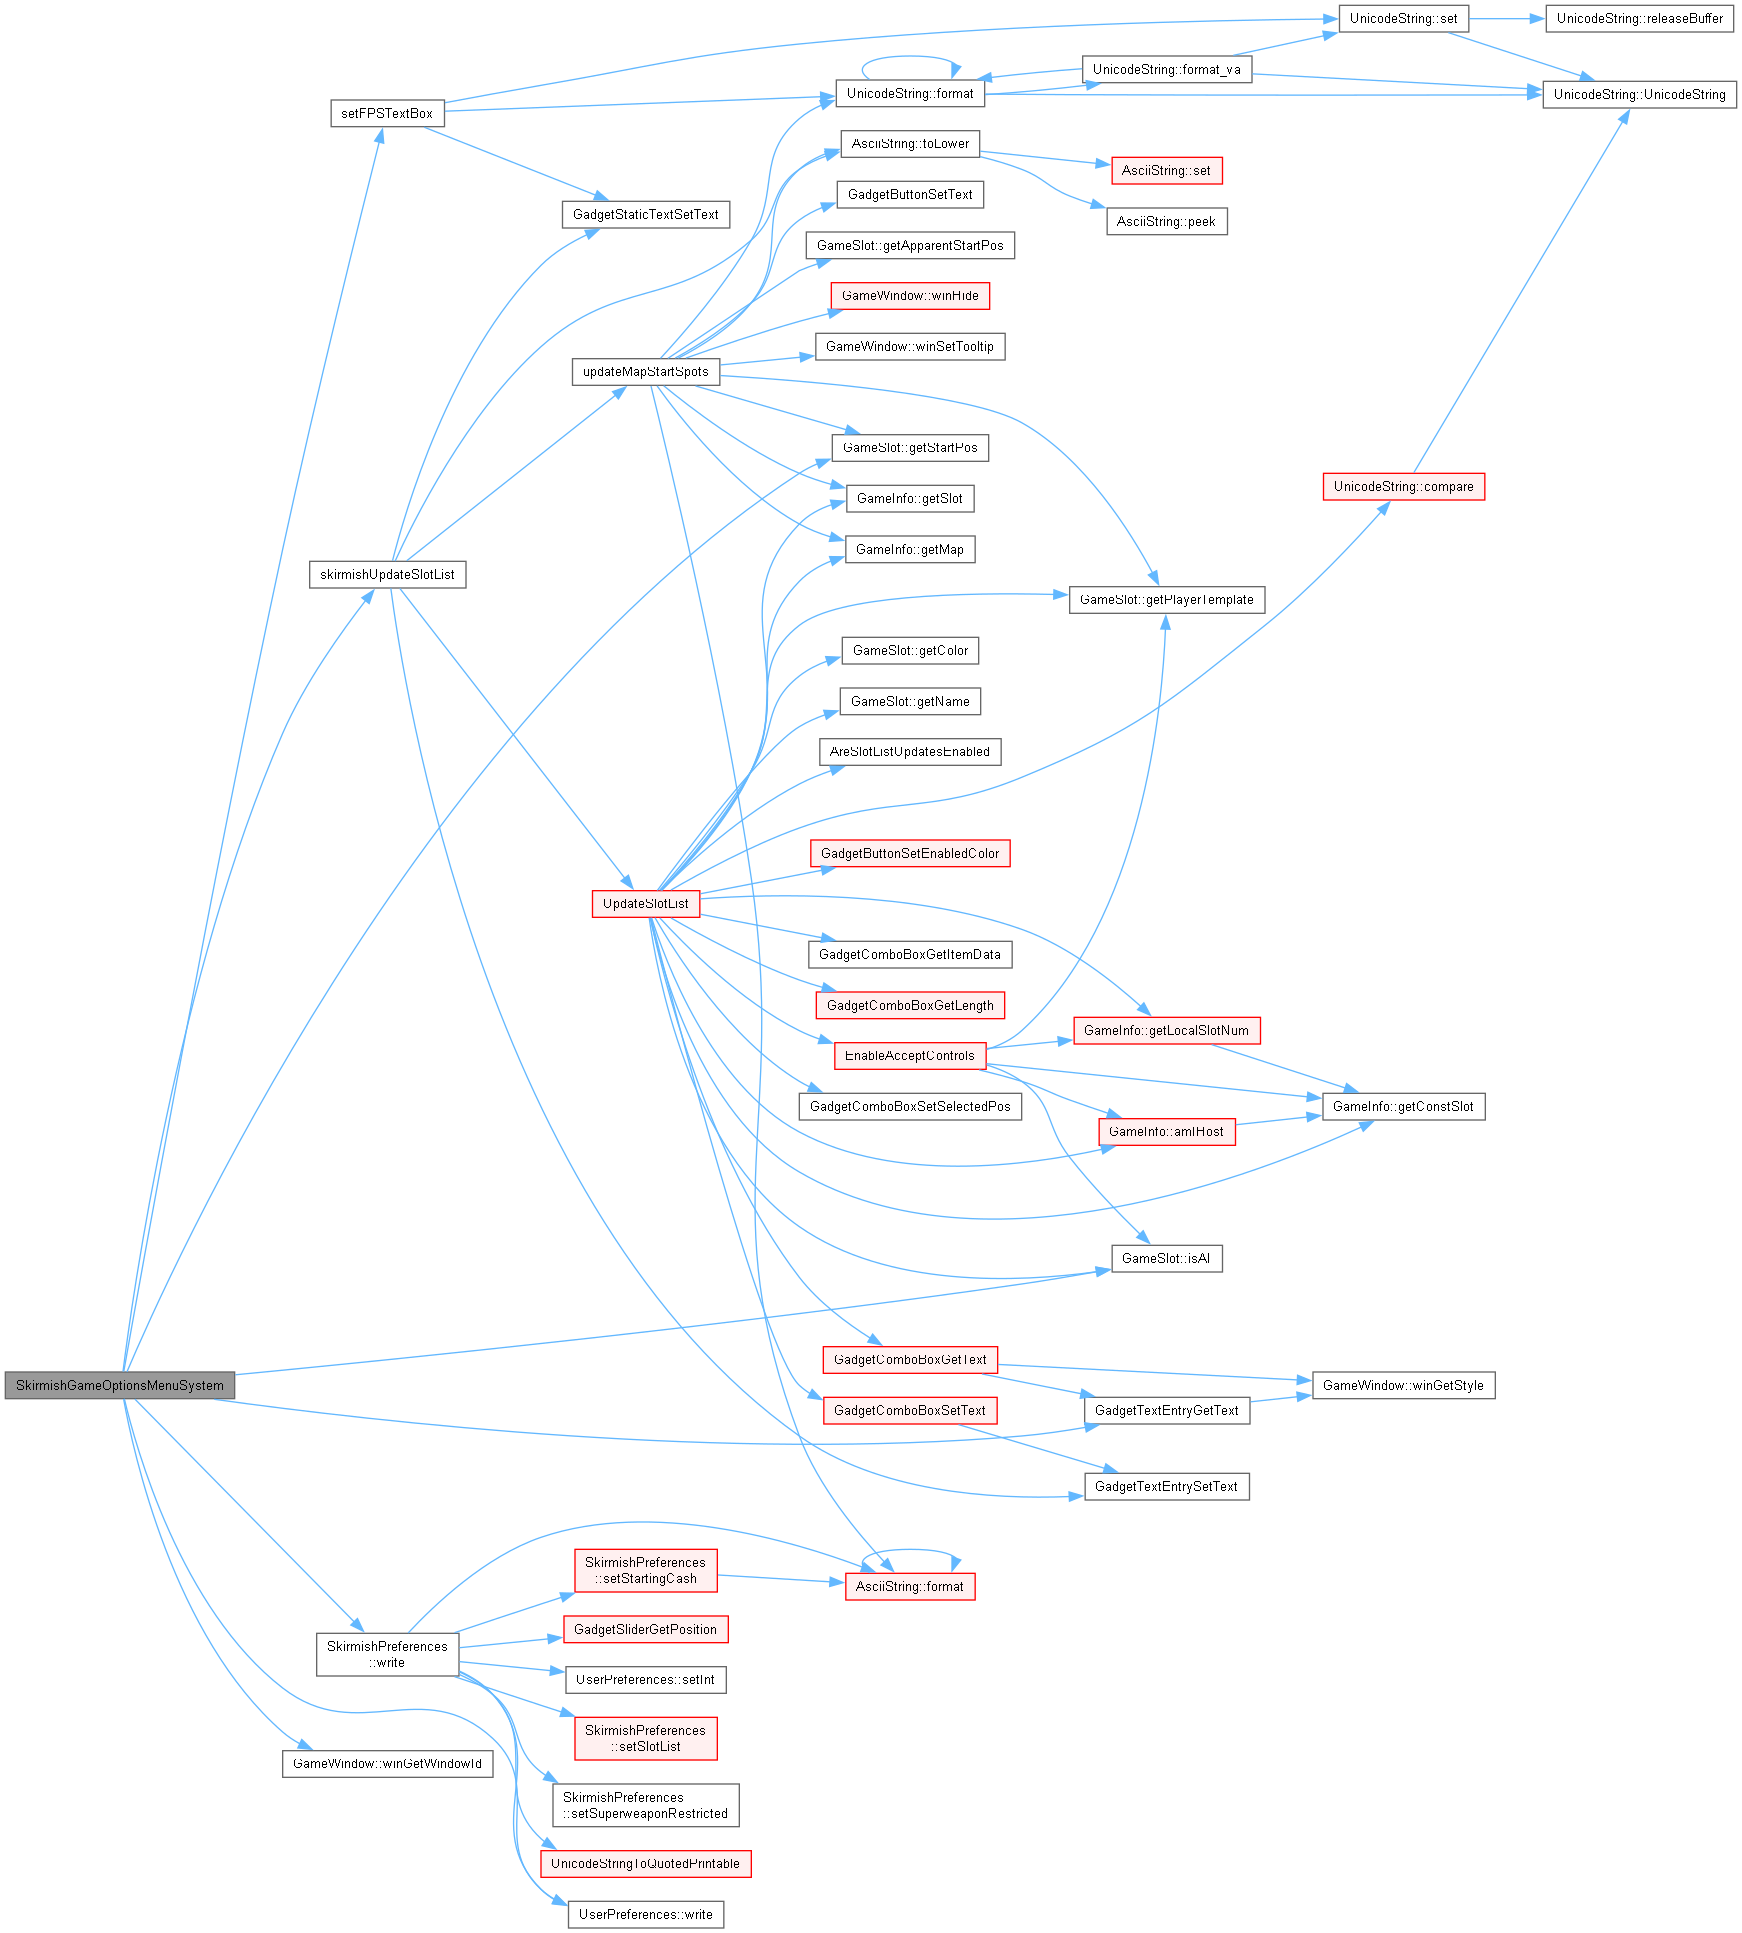 UnicodeString::set
UnicodeString::releaseBuffer
UnicodeString::format_va
UnicodeString::format
UnicodeString::UnicodeString
setFPSTextBox
AsciiString::toLower
AsciiString::set
GadgetButtonSetText
GadgetStaticTextSetText
AsciiString::peek
GameSlot::getApparentStartPos
GameWindow::winHide
GameWindow::winSetTooltip
updateMapStartSpots
GameSlot::getStartPos
UnicodeString::compare
GameInfo::getSlot
GameInfo::getMap
skirmishUpdateSlotList
GameSlot::getPlayerTemplate
GameSlot::getColor
GameSlot::getName
AreSlotListUpdatesEnabled
GadgetButtonSetEnabledColor
UpdateSlotList
GadgetComboBoxGetItemData
GadgetComboBoxGetLength
GameInfo::getLocalSlotNum
EnableAcceptControls
GadgetComboBoxSetSelectedPos
GameInfo::getConstSlot
GameInfo::amIHost
GameSlot::isAI
GadgetComboBoxGetText
SkirmishGameOptionsMenuSystem
GameWindow::winGetStyle
GadgetComboBoxSetText
GadgetTextEntryGetText
GadgetTextEntrySetText
SkirmishPreferences
::setStartingCash
AsciiString::format
GadgetSliderGetPosition
SkirmishPreferences
::write
UserPreferences::setInt
SkirmishPreferences
::setSlotList
GameWindow::winGetWindowId
SkirmishPreferences
::setSuperweaponRestricted
UnicodeStringToQuotedPrintable
UserPreferences::write